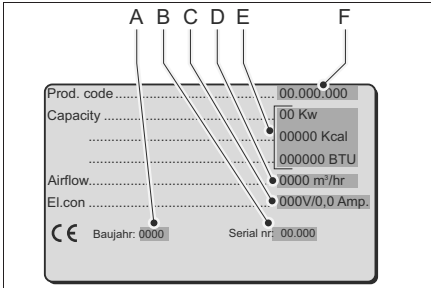 A B C D E F
Prod. code ........................................ 00.000.000
Capacity ........................................... 00 Kw
........................................... 00000 Kcal
........................................... 000000 BTU
Airflow.............................................. 0000 m³/hr
El.con ............................................... 000V/0,0 Amp.
CE Baujahr: 0000 Serial nr: 00.000